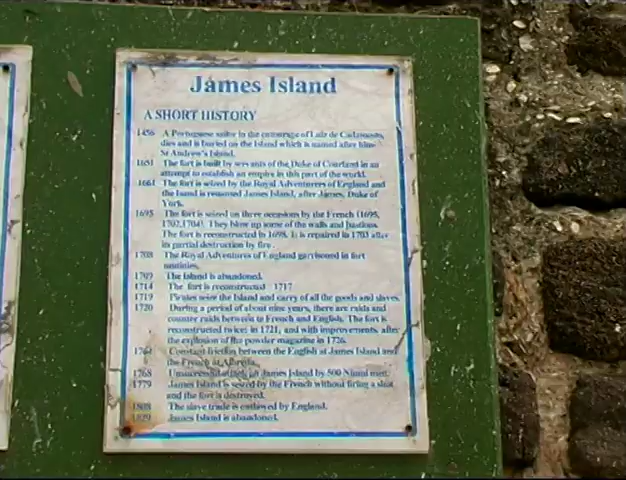 James Island
A SHORT HISTORY
1456 A Portuguese sailor in the entourage of Luiz de Cadamosto,
dies and is buried on the Island which is named after him-
St Andrew's Island.
1651 The fort is built by servants of the Duke of Courland in an
attempt to establish an empire in this part of the world.
1661 The fort is seized by the Royal Adventurers of England and
the Island is renamed James Island, after James, Duke of
York.
1695 The fort is seized on three occasions by the French (1695,
1702, 1704). They blow up some of the walls and bastions.
The fort is reconstructed in 1698. It is repaired in 1703 after
its partial destruction by fire.
1708 The Royal Adventures of England garrisoned in fort
mutinies.
1709 The Island is abandoned.
1714 The fort is reconstructed 1717
1719 Pirates seize the Island and carry of all the goods and slaves.
1720 During a period of about nine years, there are raids and
counter raids between te French and English. The fort is
reconstructed twice: in 1721, and with improvements, after
the explosion of the powder magazine in 1726.
Constant friction between the English at James Island and
the French at Albreda.
1768 Unsuccessful attack on James Island by 500 Niumi men.
1779 James Island is seized by the French without firing a shot
and the fort is destroyed.
1808 The slave trade is outlawed by England.
1829 James Island is abandoned.